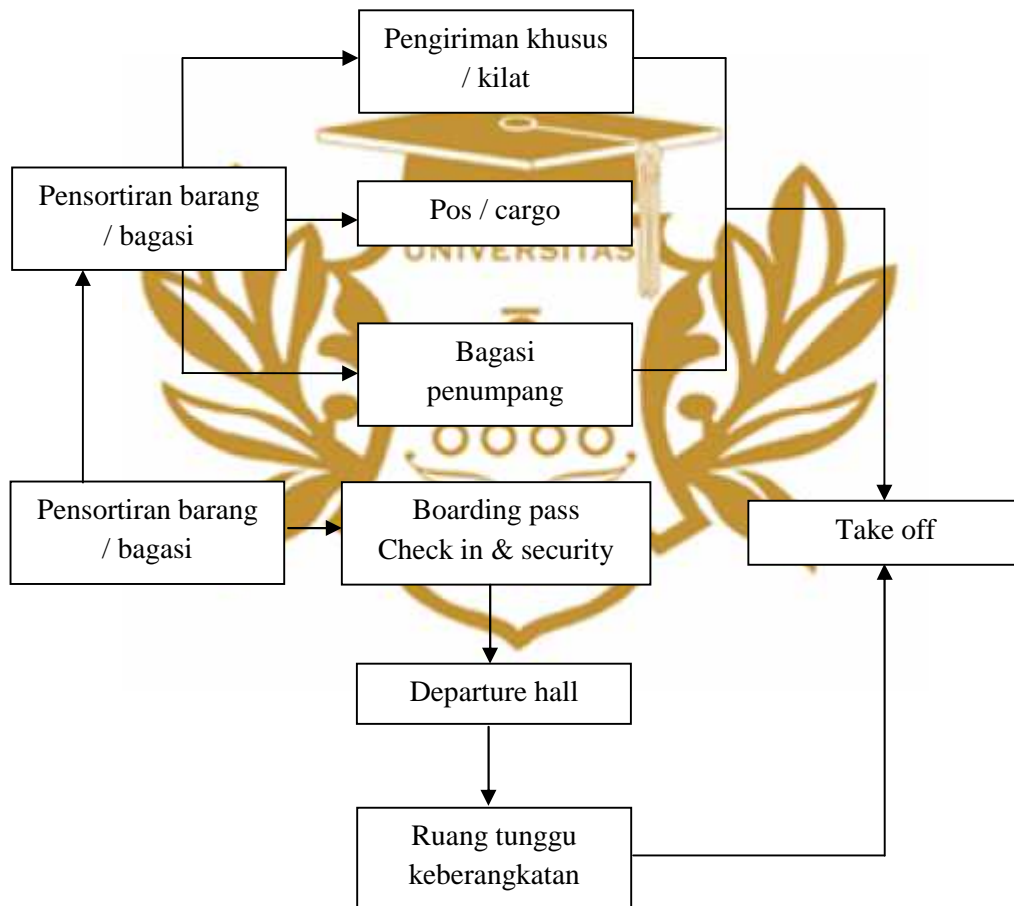 Pengiriman khusus
/ kilat
Pensortiran barang
/ bagasi
Pos / cargo
UNIVERSITAS
Bagasi
penumpang
Pensortiran barang
/ bagasi
Boarding pass
Check in & security
Take off
Departure hall
Ruang tunggu
keberangkatan